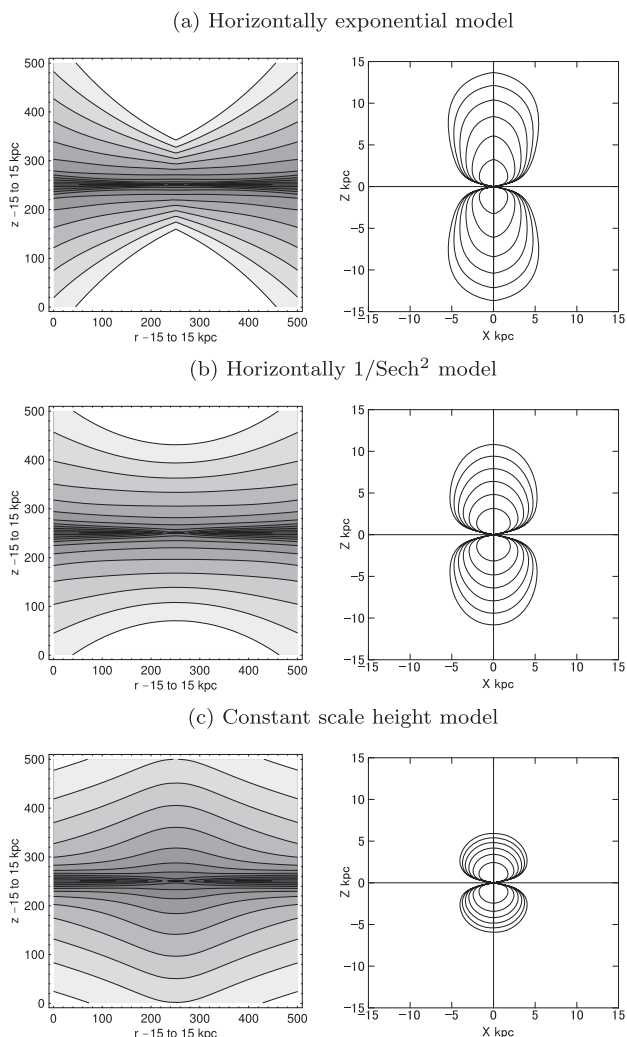 (a) Horizontally exponential model
500
400
300
200
100
0
z −15 to 15 kpc
0 100 200 300 400 500
r −15 to 15 kpc
15
10
5
0
−5
−10
−15
Z kpc
−15 −10 −5 0 5 10 15
X kpc
(b) Horizontally 1/Sech² model
500
400
300
200
100
0
z −15 to 15 kpc
0 100 200 300 400 500
r −15 to 15 kpc
15
10
5
0
−5
−10
−15
Z kpc
−15 −10 −5 0 5 10 15
X kpc
(c) Constant scale height model
500
400
300
200
100
0
z −15 to 15 kpc
0 100 200 300 400 500
r −15 to 15 kpc
15
10
5
0
−5
−10
−15
Z kpc
−15 −10 −5 0 5 10 15
X kpc